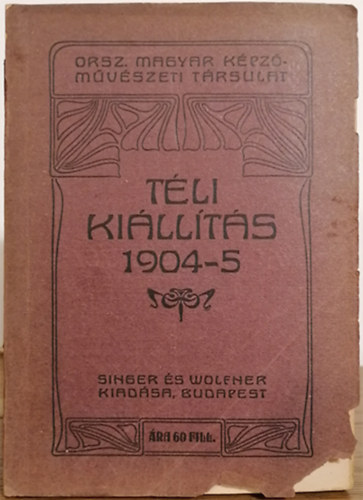 ORSZ. MAGYAR KÉPZŐ-
MŰVÉSZETI TÁRSULAT
TÉLI
KIÁLLÍTÁS
1904-5
SINGER ÉS WOLFNER
KIADÁSA, BUDAPEST
ÁRA 60 FILL.